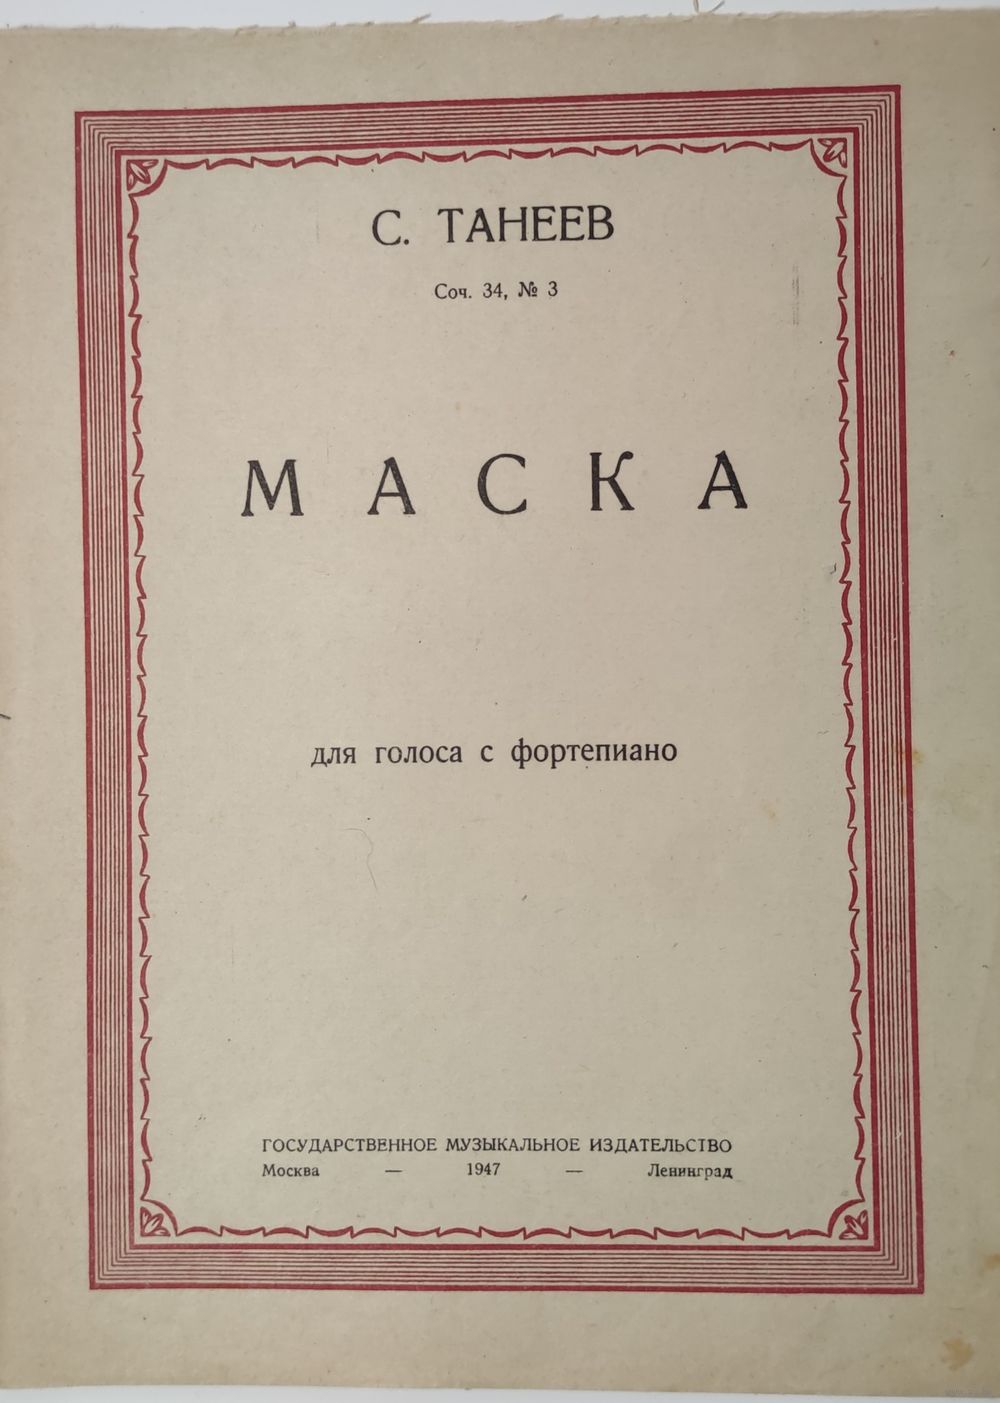 С. ТАНЕЕВ
Соч. 34, № 3
МАСКА
для голоса с фортепиано
ГОСУДАРСТВЕННОЕ МУЗЫКАЛЬНОЕ ИЗДАТЕЛЬСТВО
Москва — 1947 — Ленинград